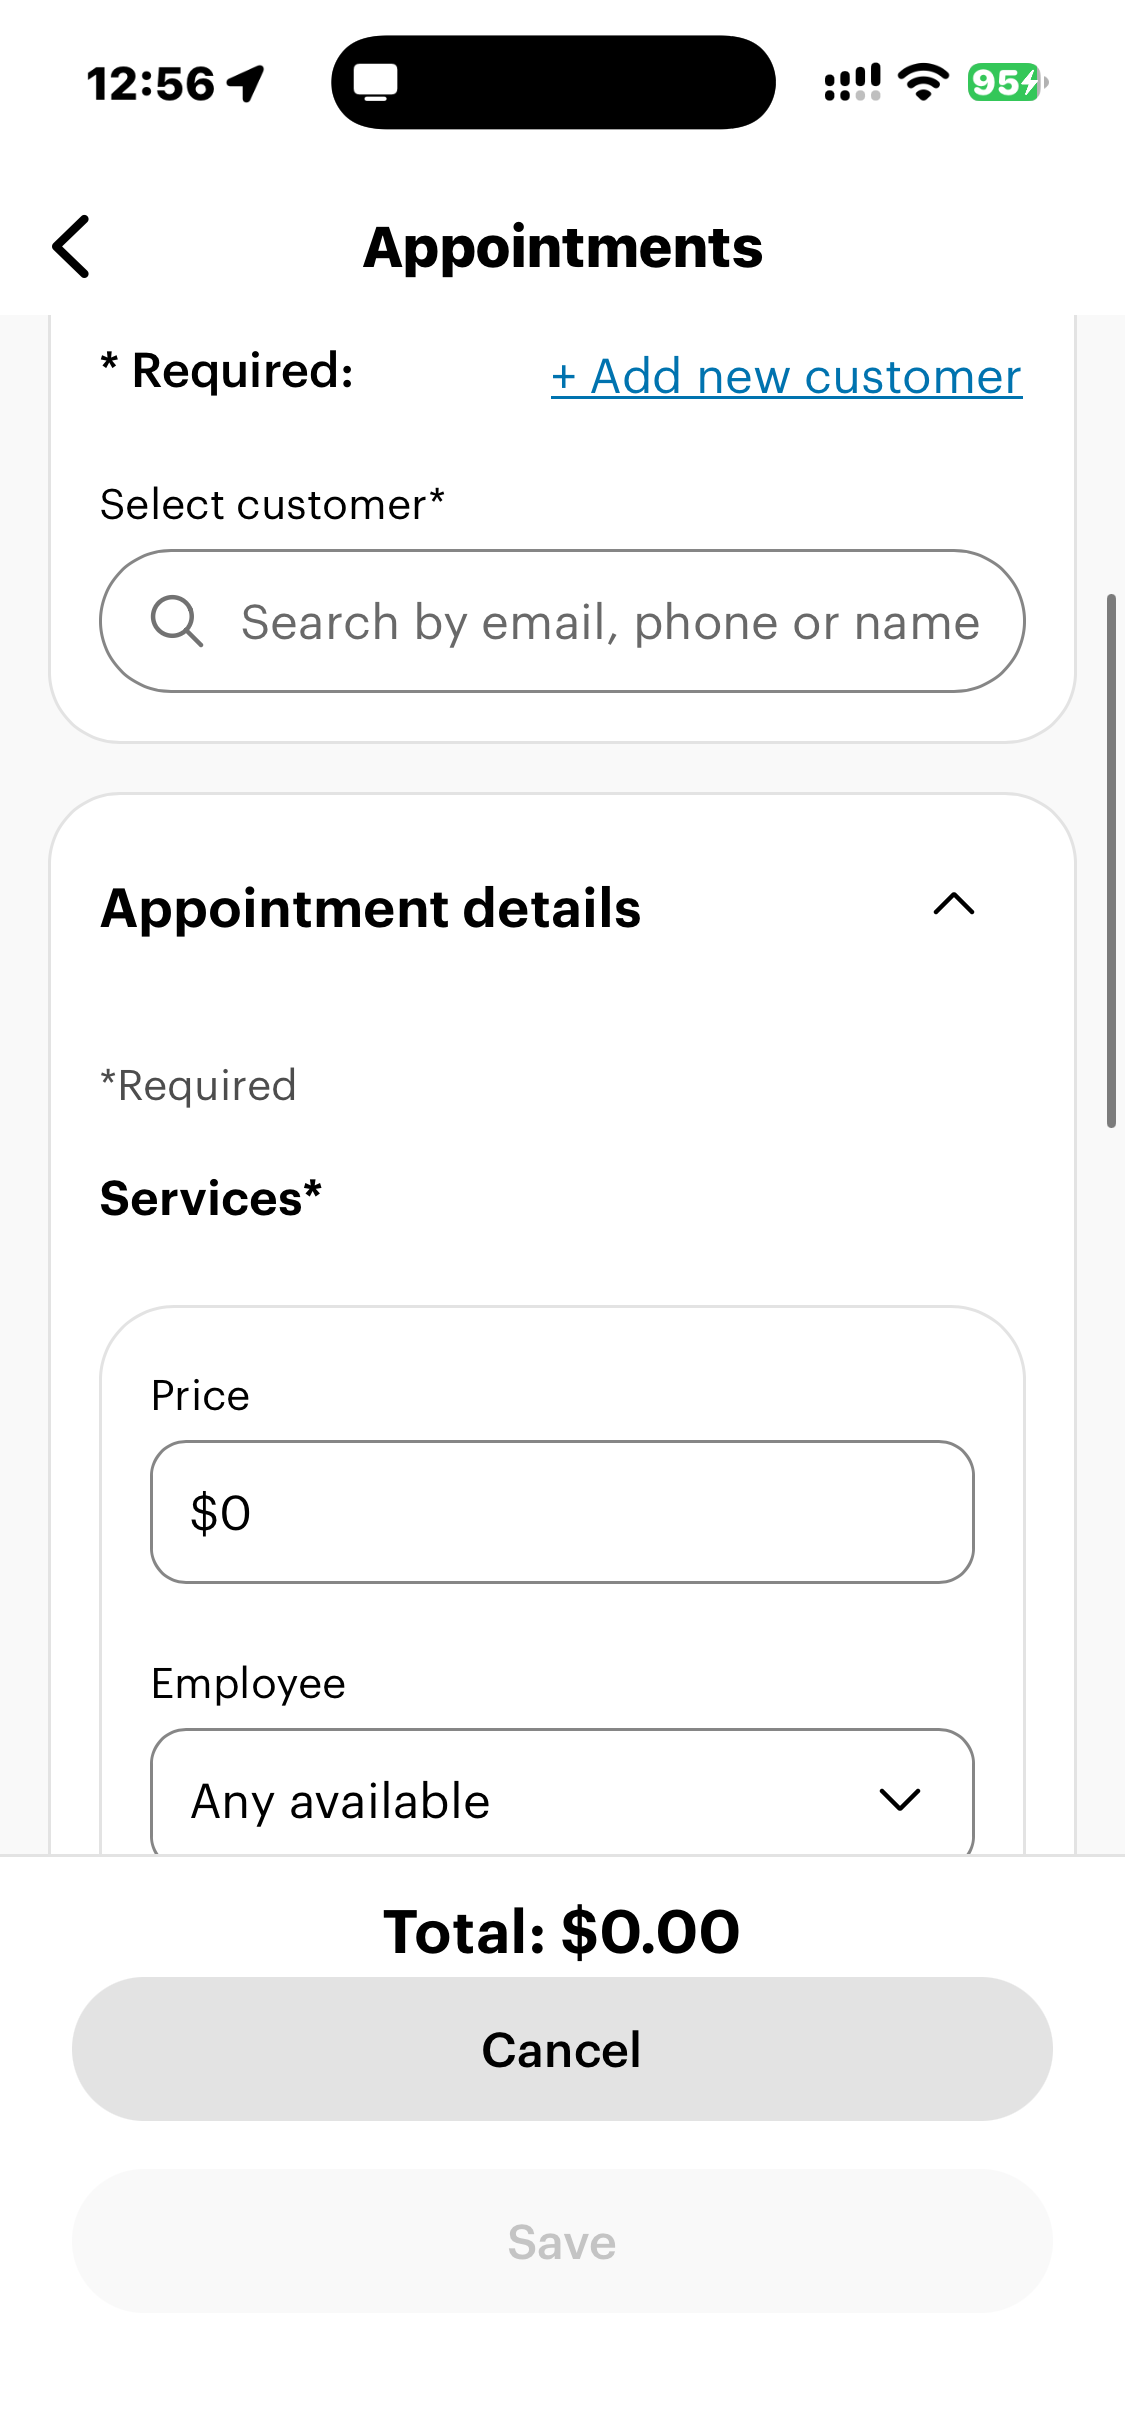 12:56
95
Appointments
* Required:
+ Add new customer
Select customer*
Search by email, phone or name
Appointment details
*Required
Services*
Price
$0
Employee
Any available
Total: $0.00
Cancel
Save